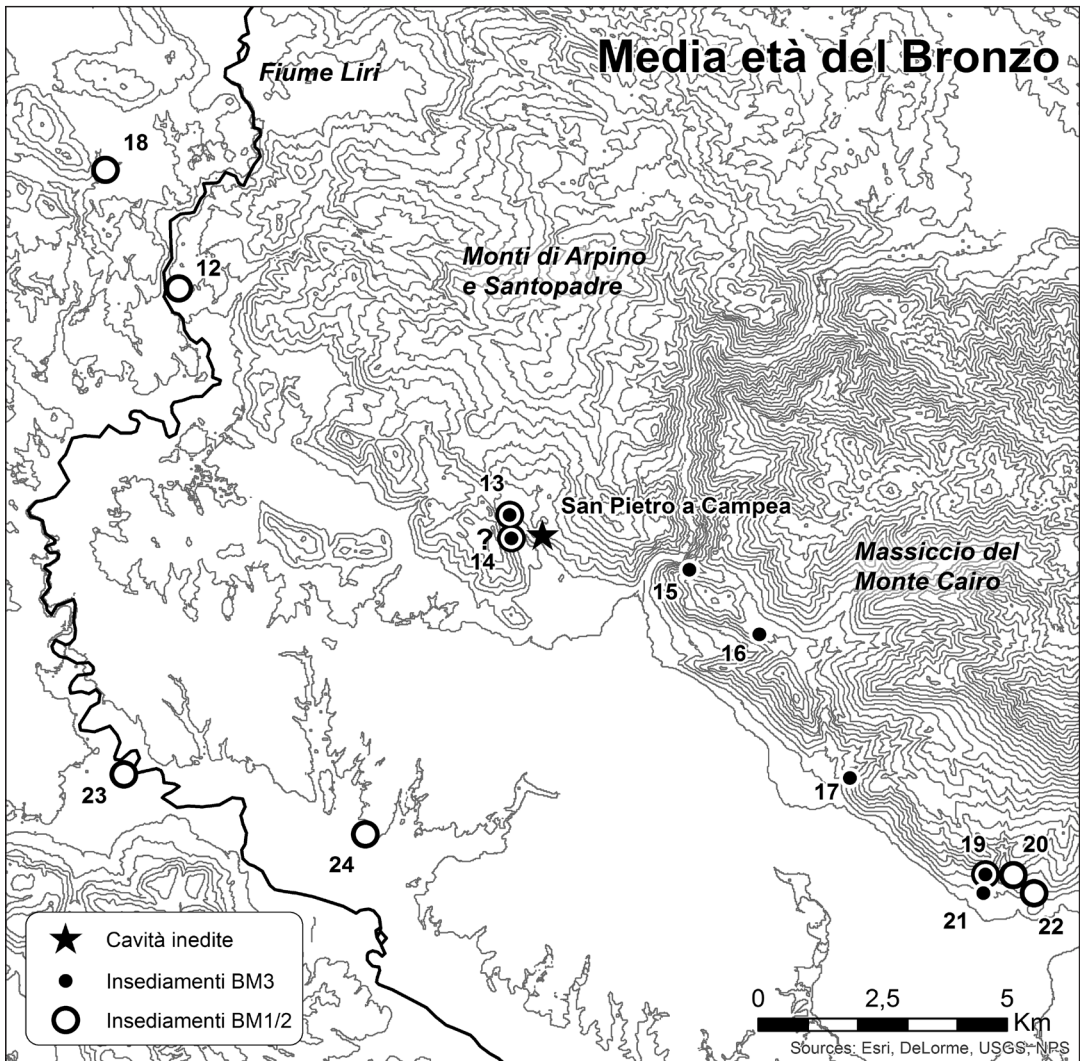 Media età del Bronzo
Fiume Liri
18
12
Monti di Arpino
e Santopadre
13
San Pietro a Campea
?
14
Massiccio del
Monte Cairo
15
16
17
23
24
19
20
21
22
Cavità inedite
Insediamenti BM3
Insediamenti BM1/2
0
2,5
5
Km
Sources: Esri, DeLorme, USGS, NPS